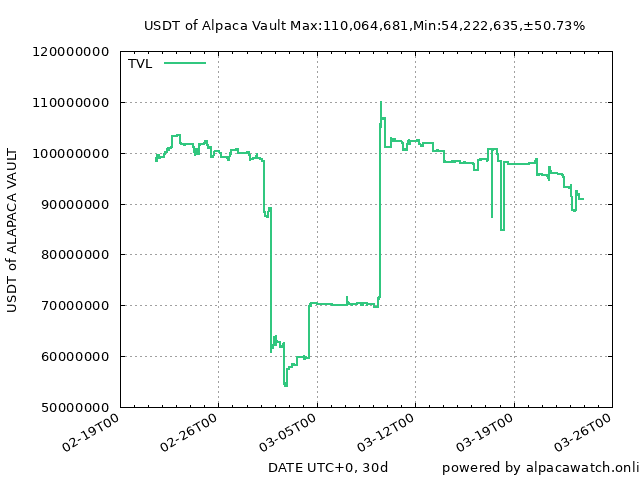 USDT of Alpaca Vault Max:110,064,681,Min:54,222,635,±50.73%
TVL
120000000
110000000
100000000
90000000
80000000
70000000
60000000
50000000
USDT of ALAPACA VAULT
02-19T00
02-26T00
03-05T00
03-12T00
03-19T00
03-26T00
DATE UTC+0, 30d
powered by alpacawatch.onli